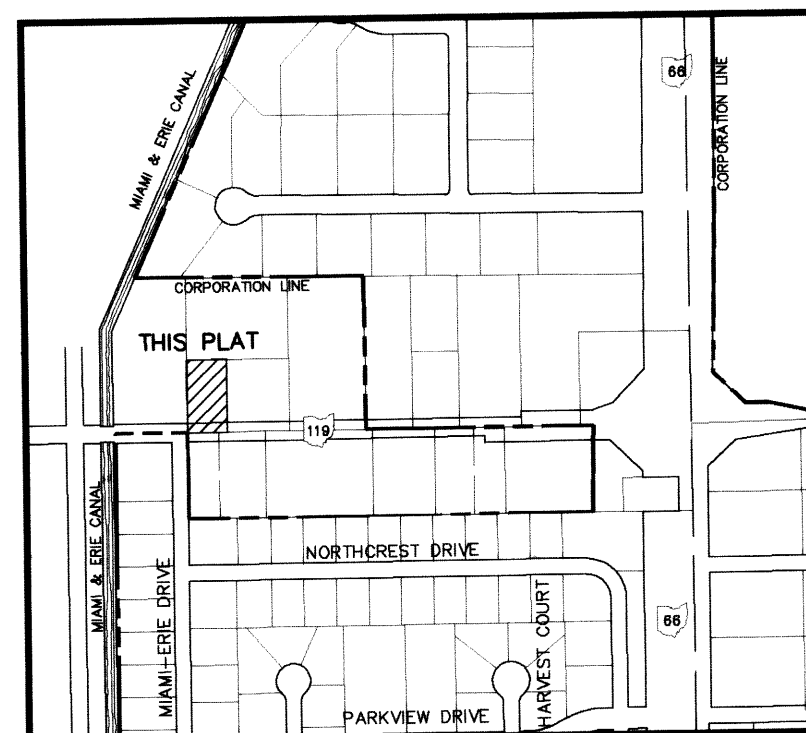 66
CORPORATION LINE
MIAMI & ERIE CANAL
CORPORATION LINE
THIS PLAT
119
MIAMI & ERIE CANAL
MIAMI-ERIE DRIVE
NORTHCREST DRIVE
HARVEST COURT
66
PARKVIEW DRIVE